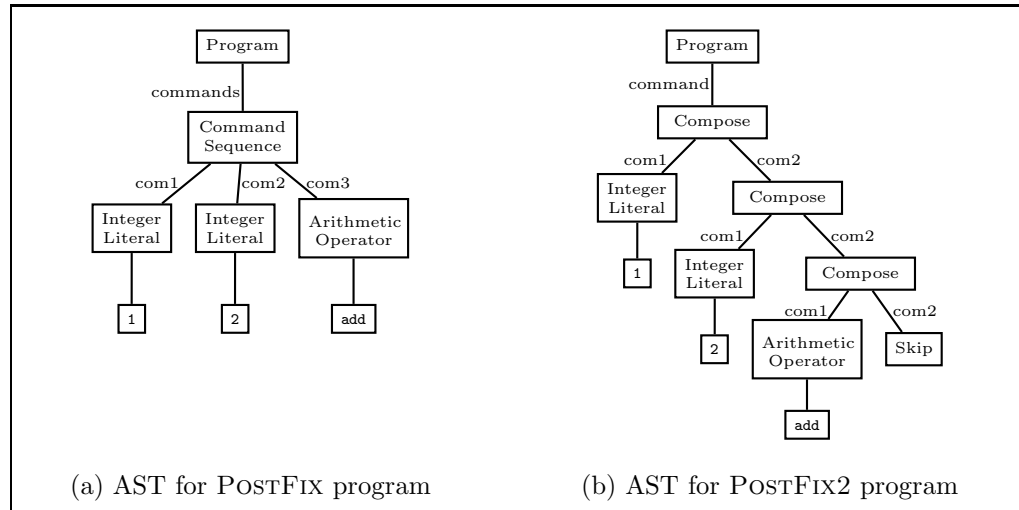 Program
commands
Command
Sequence
com1
com2
com3
Integer
Literal
Integer
Literal
Arithmetic
Operator
1
2
add
(a) AST for POSTFIX program
Program
command
Compose
com1
com2
Integer
Literal
Compose
1
com1
com2
Integer
Literal
Compose
2
com1
com2
Arithmetic
Operator
Skip
add
(b) AST for POSTFIX2 program